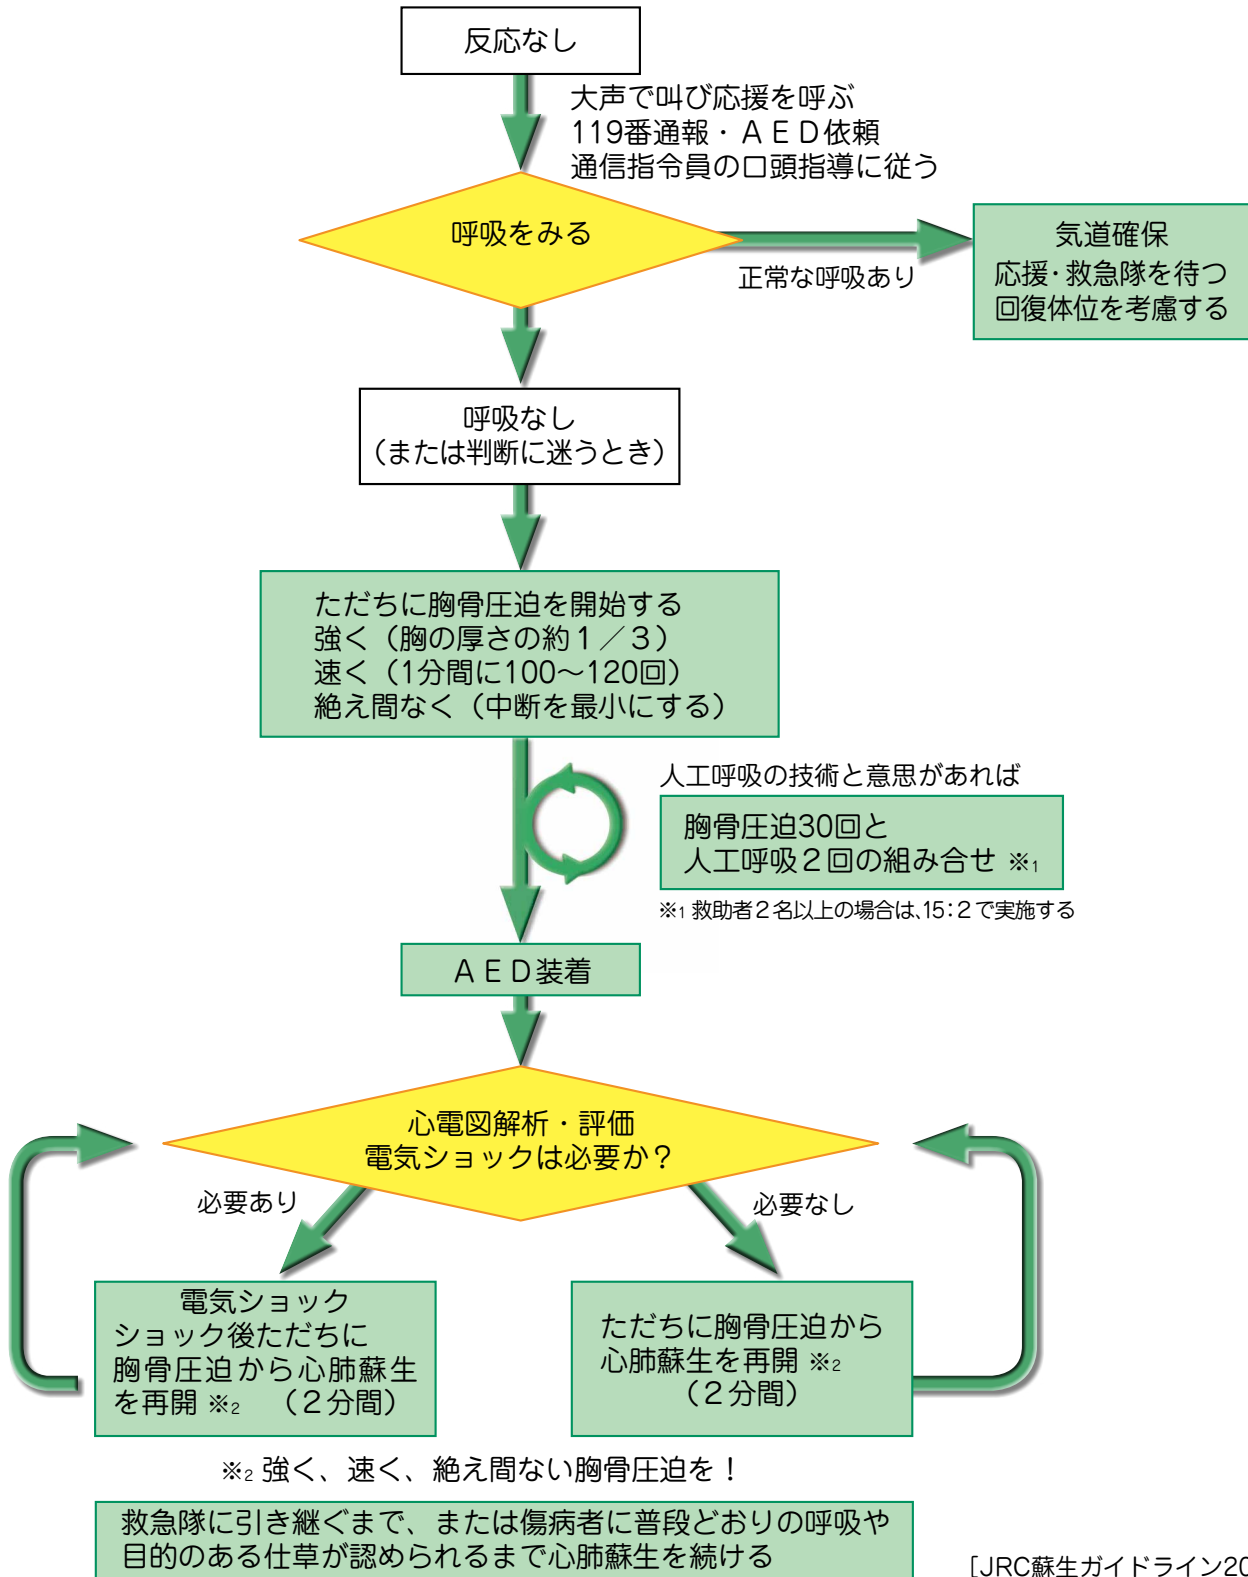 反応なし
大声で叫び応援を呼ぶ
119番通報・ＡＥＤ依頼
通信指令員の口頭指導に従う
呼吸をみる
正常な呼吸あり
気道確保
応援・救急隊を待つ
回復体位を考慮する
呼吸なし
（または判断に迷うとき）
ただちに胸骨圧迫を開始する
強く（胸の厚さの約１／３）
速く（1分間に100～120回）
絶え間なく（中断を最小にする）
人工呼吸の技術と意思があれば
胸骨圧迫30回と
人工呼吸２回の組み合せ ※1
※1 救助者２名以上の場合は、15：2で実施する
ＡＥＤ装着
心電図解析・評価
電気ショックは必要か？
必要あり
必要なし
電気ショック
ショック後ただちに
胸骨圧迫から心肺蘇生
を再開 ※2 （２分間）
ただちに胸骨圧迫から
心肺蘇生を再開 ※2
（２分間）
※2 強く、速く、絶え間ない胸骨圧迫を！
救急隊に引き継ぐまで、または傷病者に普段どおりの呼吸や
目的のある仕草が認められるまで心肺蘇生を続ける
［JRC蘇生ガイドライン20